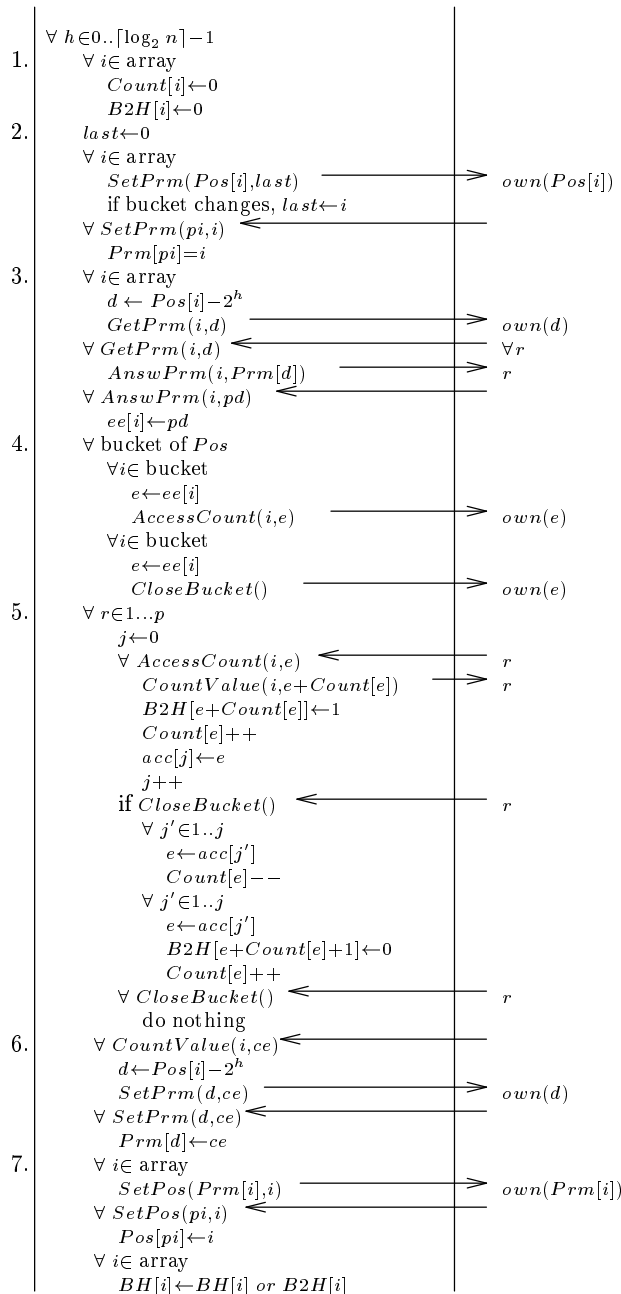 ∀ h∈0..⌈log₂ n⌉−1
1. ∀ i∈ array
Count[i]←0
B2H[i]←0
2. last←0
∀ i∈ array
SetPrm(Pos[i],last) own(Pos[i])
if bucket changes, last←i
∀ SetPrm(pi,i)
Prm[pi]=i
3. ∀ i∈ array
d ← Pos[i]−2ʰ
GetPrm(i,d) own(d)
∀ GetPrm(i,d) ∀r
AnswPrm(i,Prm[d]) r
∀ AnswPrm(i,pd)
ee[i]←pd
4. ∀ bucket of Pos
∀i∈ bucket
e←ee[i]
AccessCount(i,e) own(e)
∀i∈ bucket
e←ee[i]
CloseBucket() own(e)
5. ∀ r∈1...p
j←0
∀ AccessCount(i,e) r
CountValue(i,e+Count[e]) r
B2H[e+Count[e]]←1
Count[e]++
acc[j]←e
j++
if CloseBucket() r
∀ j′∈1..j
e←acc[j′]
Count[e]−−
∀ j′∈1..j
e←acc[j′]
B2H[e+Count[e]+1]←0
Count[e]++
∀ CloseBucket() r
do nothing
6. ∀ CountValue(i,ce)
d←Pos[i]−2ʰ
SetPrm(d,ce) own(d)
∀ SetPrm(d,ce)
Prm[d]←ce
7. ∀ i∈ array
SetPos(Prm[i],i) own(Prm[i])
∀ SetPos(pi,i)
Pos[pi]←i
∀ i∈ array
BH[i]←BH[i] or B2H[i]